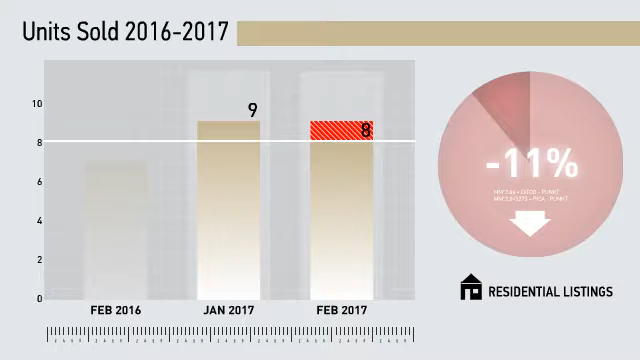 Units Sold 2016-2017
10
8
6
4
2
0
9
8
FEB 2016
JAN 2017
FEB 2017
-11%
RESIDENTIAL LISTINGS